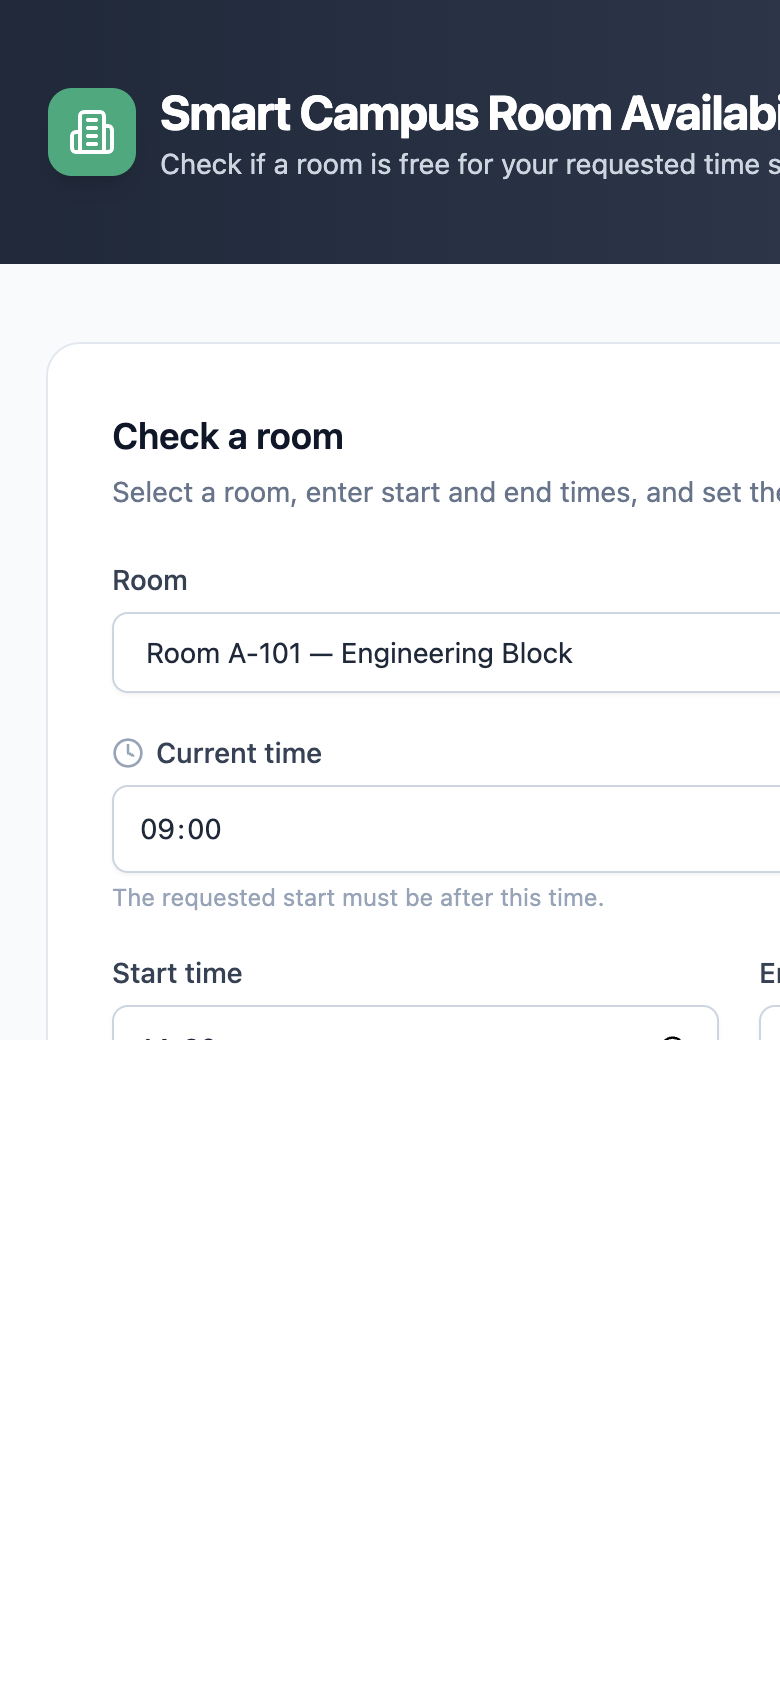 Smart Campus Room Availabi
Check if a room is free for your requested time s
Check a room
Select a room, enter start and end times, and set the
Room
Room A-101 — Engineering Block
Current time
09:00
The requested start must be after this time.
Start time